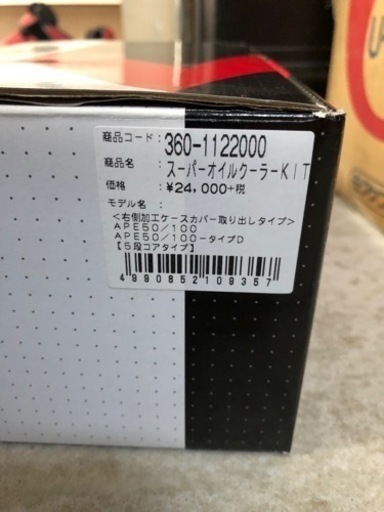 商品コード：360-1122000
商品名：スーパーオイルクーラーKIT
価格：¥24,000+税
モデル名：
<右側加工ケースカバー取り出しタイプ>
APE50/100
APE50/100-タイプD
【5段コアタイプ】
4990852109357